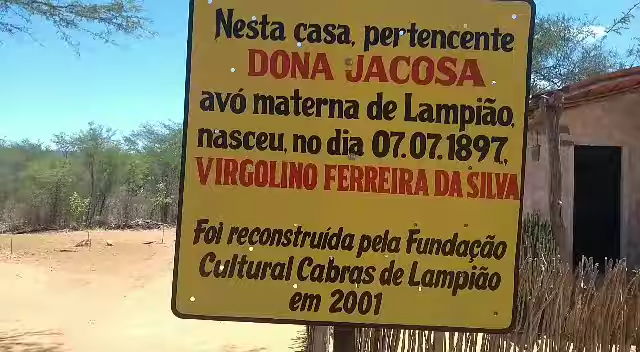 Nesta casa, pertencente
DONA JACOSA
avó materna de Lampião,
nasceu, no dia 07.07.1897,
VIRGOLINO FERREIRA DA SILVA
Foi reconstruída pela Fundação
Cultural Cabras de Lampião
em 2001